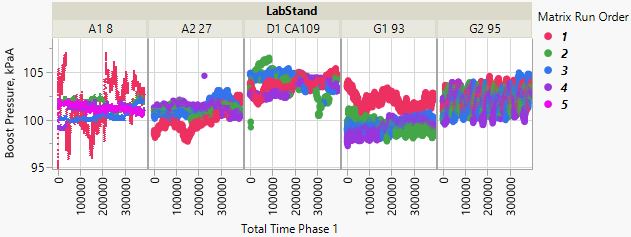 LabStand
A1 8 A2 27 D1 CA109 G1 93 G2 95
Matrix Run Order
1
2
3
4
5
Boost Pressure, kPaA
105
100
95
0 100000 200000 300000 0 100000 200000 300000 0 100000 200000 300000 0 100000 200000 300000 0 100000 200000 300000
Total Time Phase 1